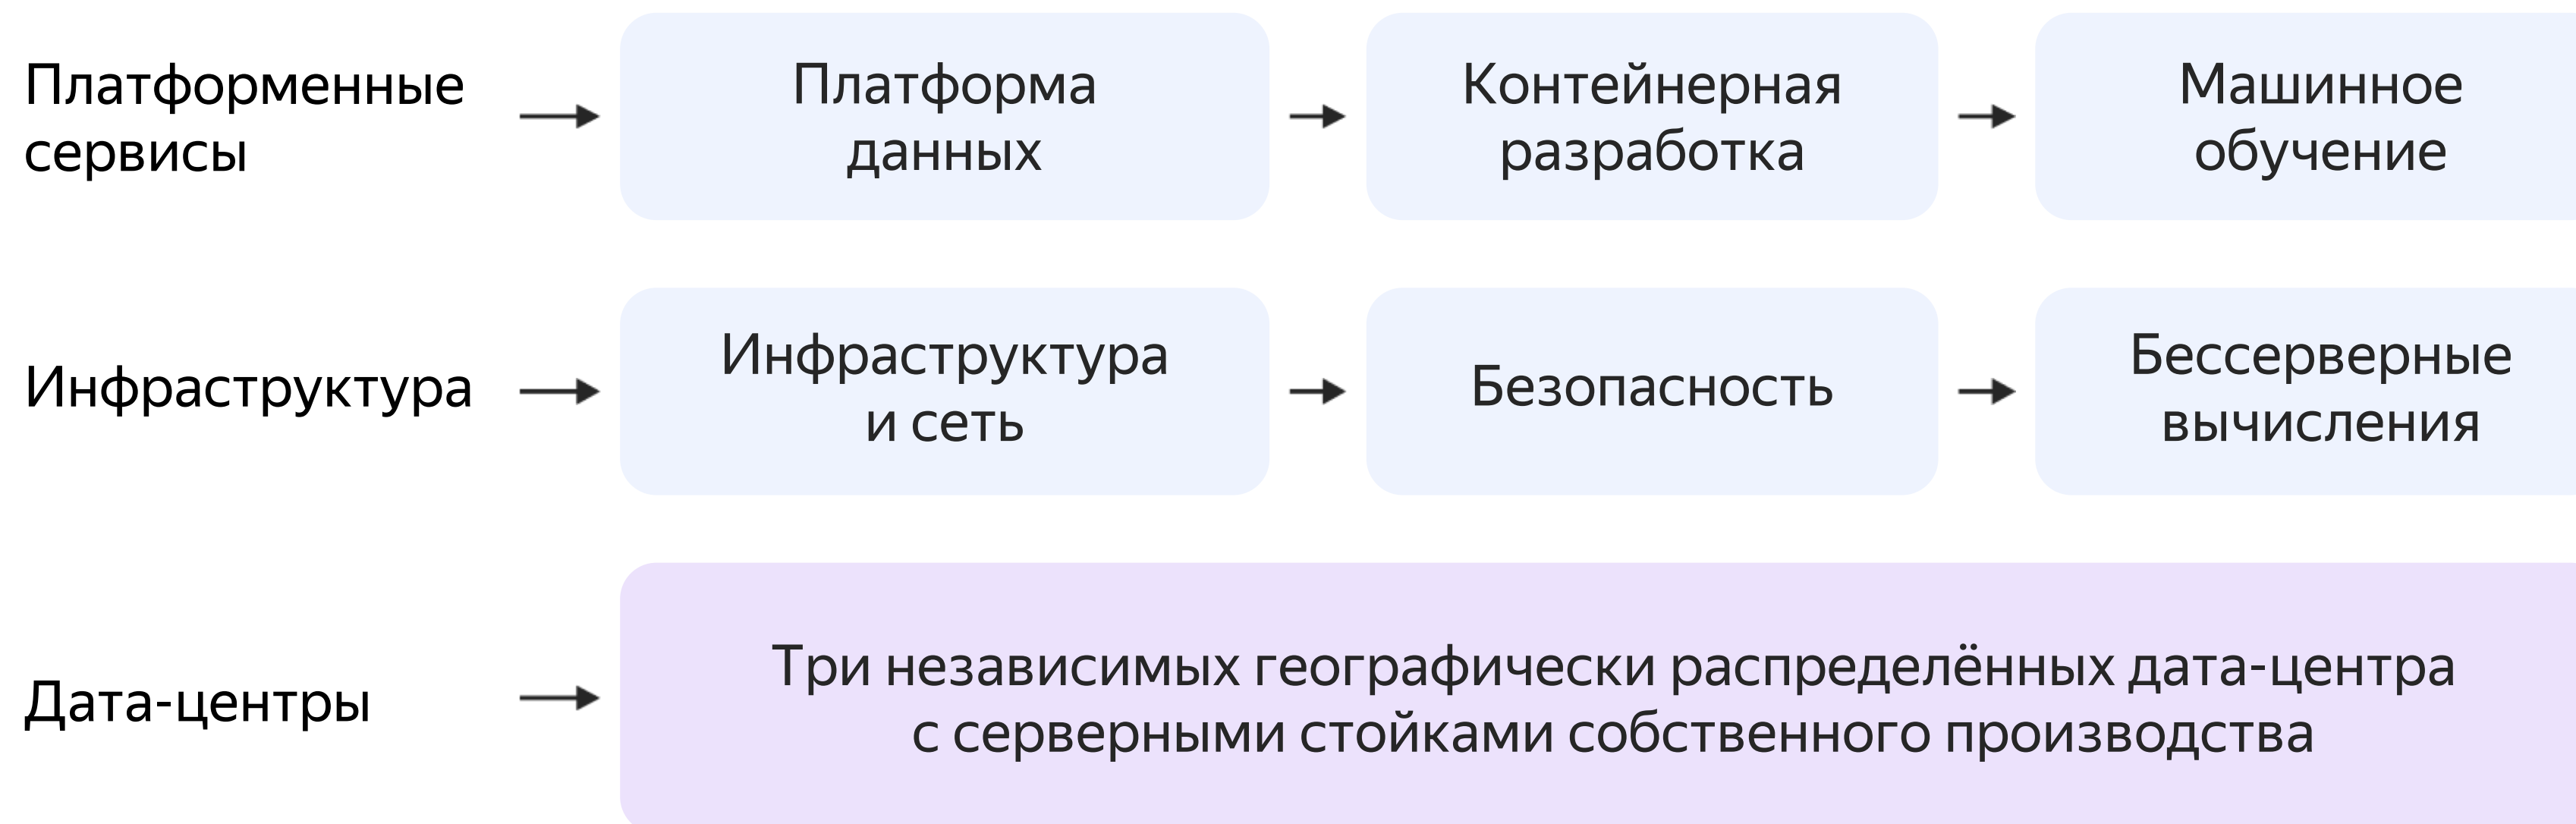 Платформенные
сервисы
Платформа
данных
Контейнерная
разработка
Машинное
обучение
Инфраструктура
Инфраструктура
и сеть
Безопасность
Бессерверные
вычисления
Дата-центры
Три независимых географически распределённых дата-центра
с серверными стойками собственного производства